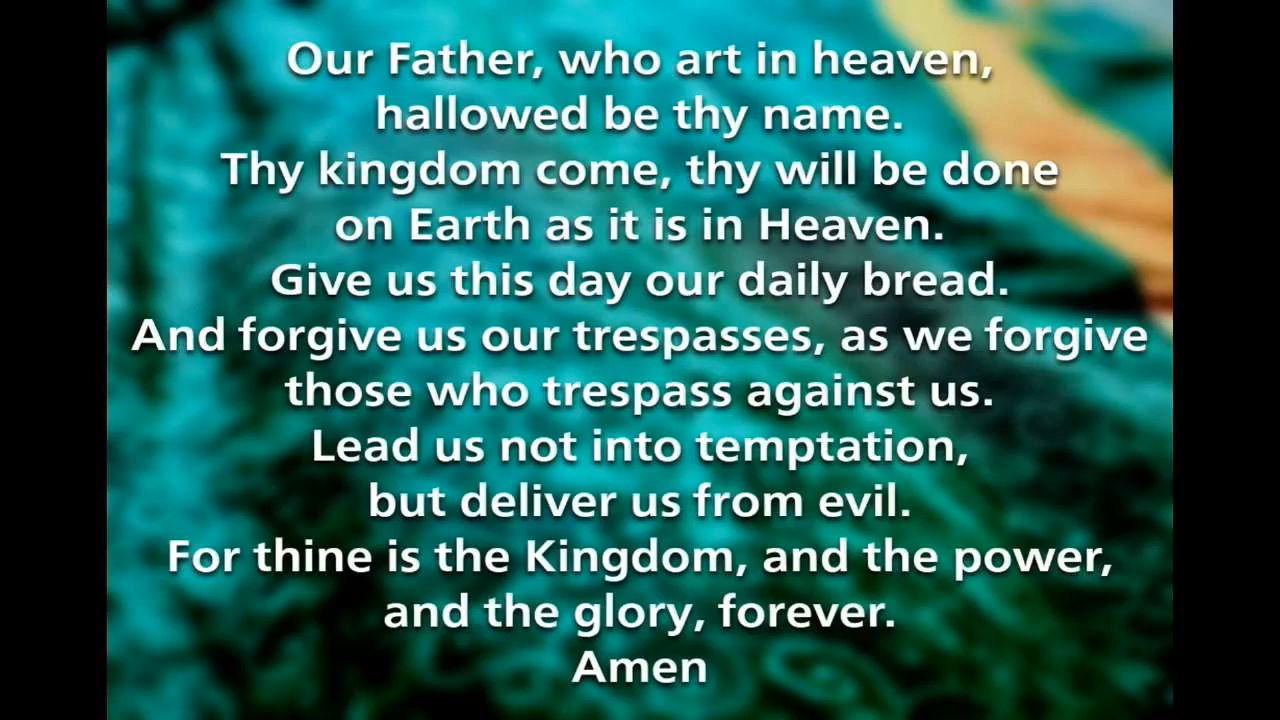 Our Father, who art in heaven,
hallowed be thy name.
Thy kingdom come, thy will be done
on Earth as it is in Heaven.
Give us this day our daily bread.
And forgive us our trespasses, as we forgive
those who trespass against us.
Lead us not into temptation,
but deliver us from evil.
For thine is the Kingdom, and the power,
and the glory, forever.
Amen